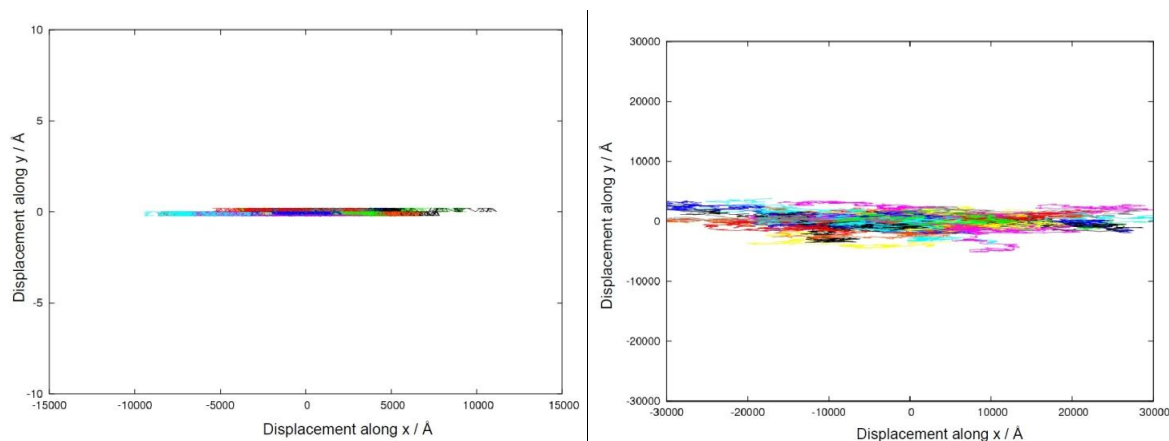 10
5
0
-5
-10
-15000 -10000 -5000 0 5000 10000 15000
Displacement along y / Å
Displacement along x / Å
30000
20000
10000
0
-10000
-20000
-30000
-30000 -20000 -10000 0 10000 20000 30000
Displacement along y / Å
Displacement along x / Å